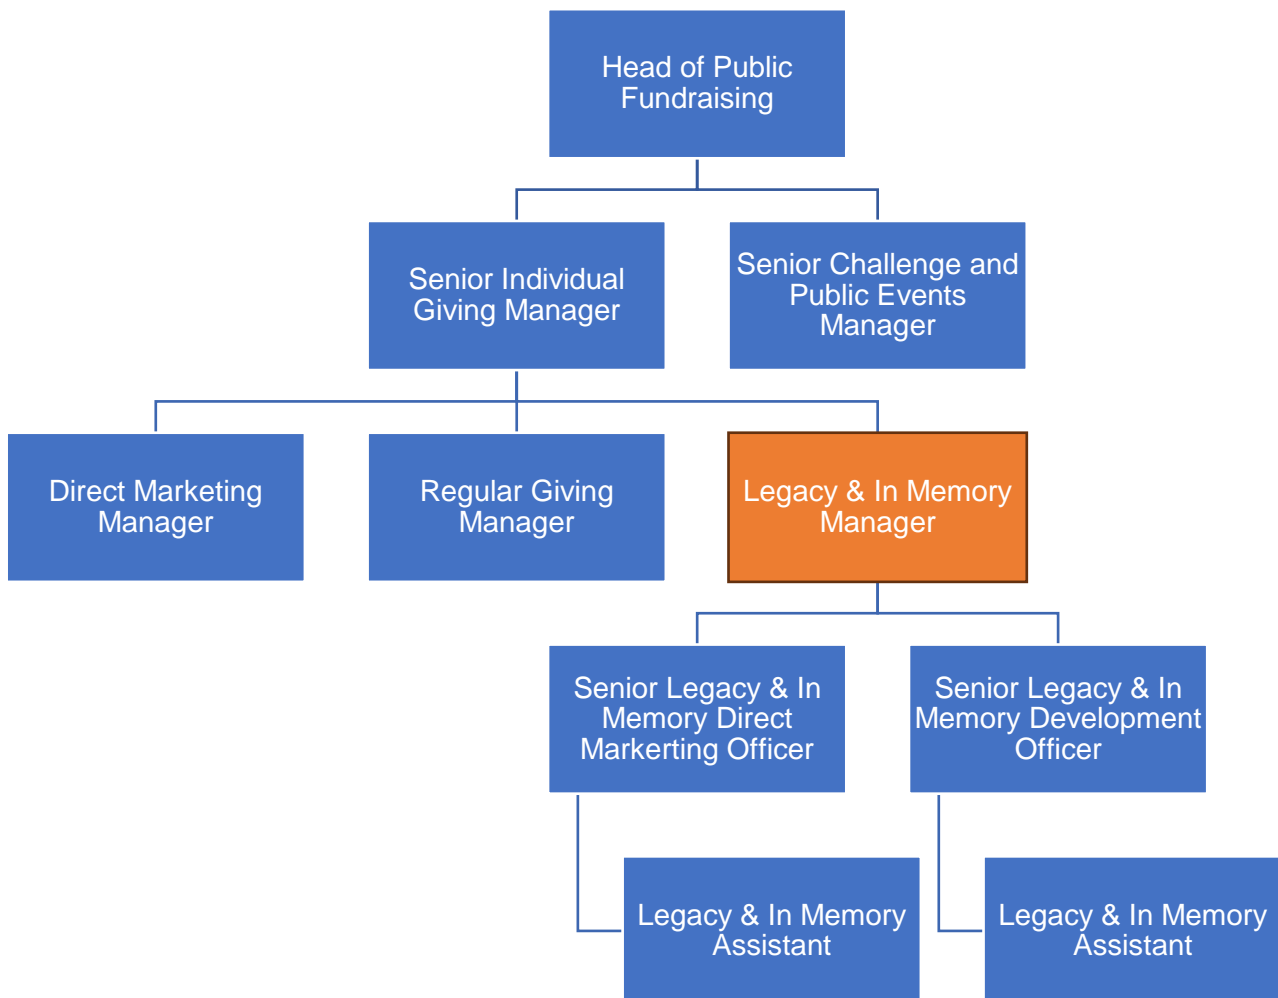 Head of Public
Fundraising
Senior Individual
Giving Manager
Senior Challenge and
Public Events
Manager
Direct Marketing
Manager
Regular Giving
Manager
Legacy & In Memory
Manager
Senior Legacy & In
Memory Direct
Markerting Officer
Senior Legacy & In
Memory Development
Officer
Legacy & In Memory
Assistant
Legacy & In Memory
Assistant